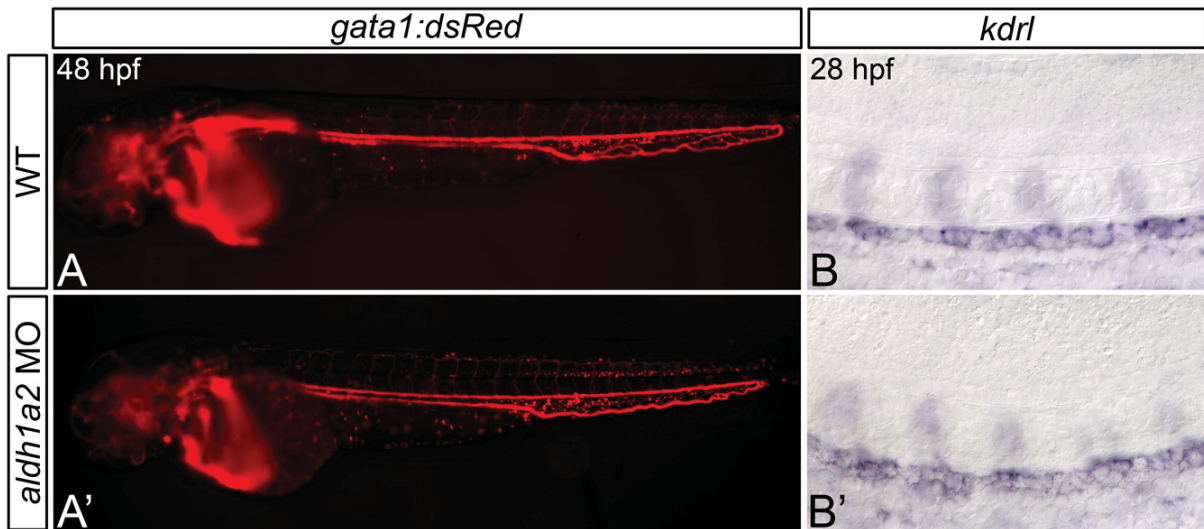 gata1:dsRed
kdrl
WT
48 hpf
A
28 hpf
B
aldh1a2 MO
A’
B’